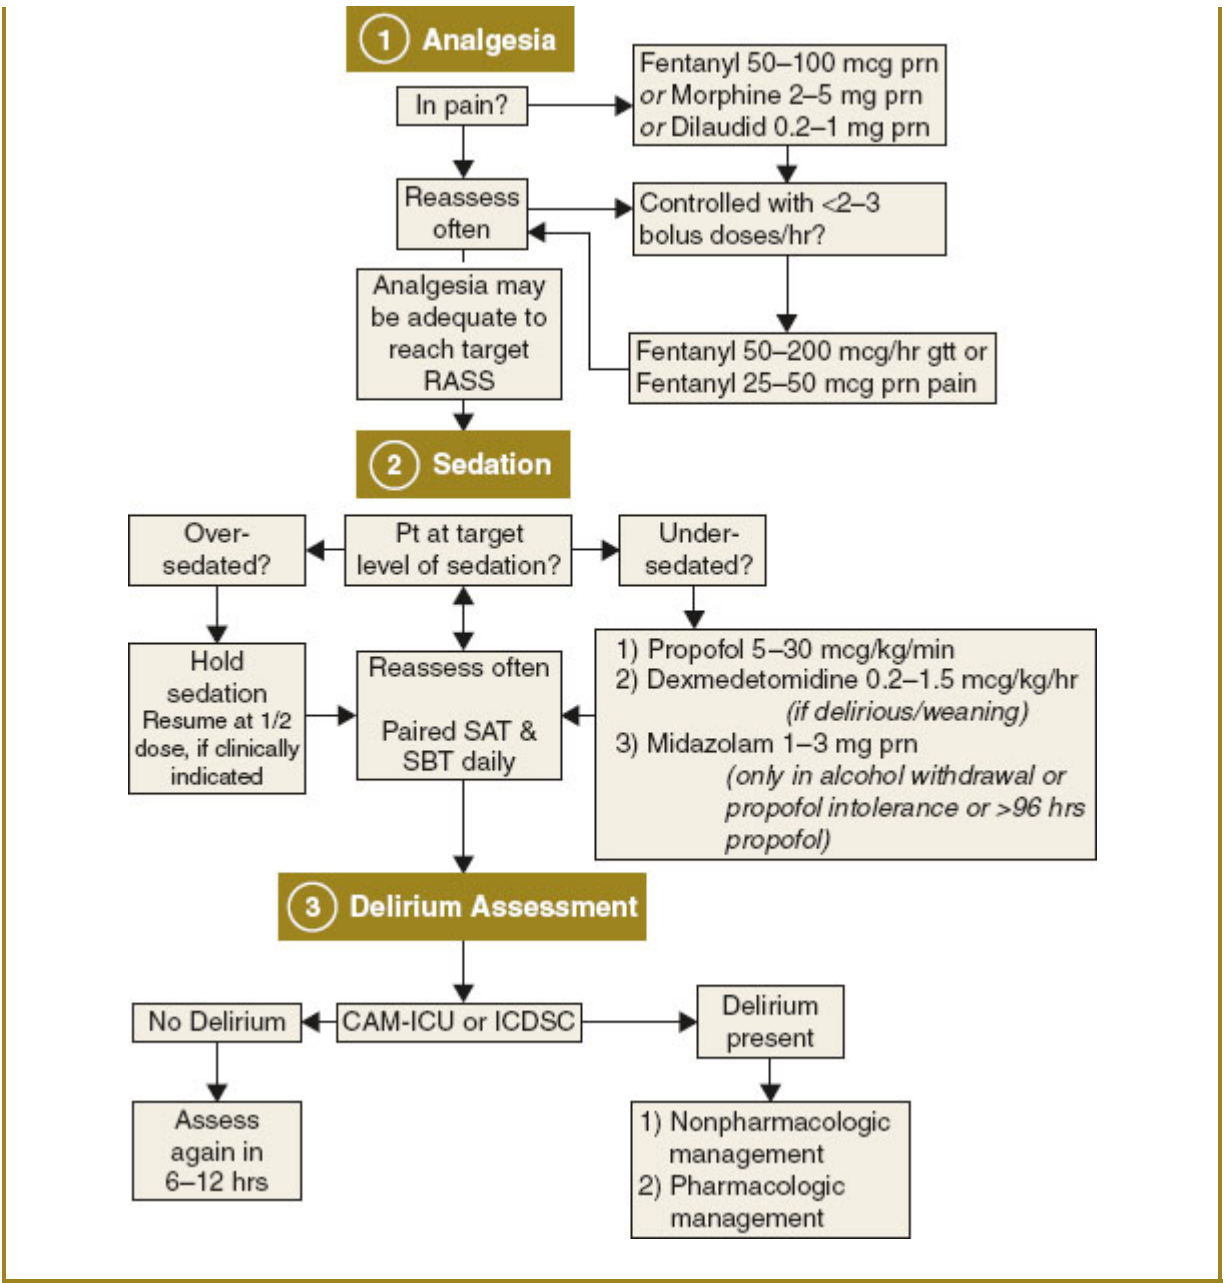 1 Analgesia
In pain?
Fentanyl 50–100 mcg prn
or Morphine 2–5 mg prn
or Dilaudid 0.2–1 mg prn
Reassess
often
Controlled with <2–3
bolus doses/hr?
Analgesia may
be adequate to
reach target
RASS
Fentanyl 50–200 mcg/hr gtt or
Fentanyl 25–50 mcg prn pain
2 Sedation
Over-
sedated?
Pt at target
level of sedation?
Under-
sedated?
Hold
sedation
Resume at 1/2
dose, if clinically
indicated
Reassess often
Paired SAT &
SBT daily
1) Propofol 5–30 mcg/kg/min
2) Dexmedetomidine 0.2–1.5 mcg/kg/hr
(if delirious/weaning)
3) Midazolam 1–3 mg prn
(only in alcohol withdrawal or
propofol intolerance or >96 hrs
propofol)
3 Delirium Assessment
No Delirium
CAM-ICU or ICDSC
Delirium
present
Assess
again in
6–12 hrs
1) Nonpharmacologic
management
2) Pharmacologic
management